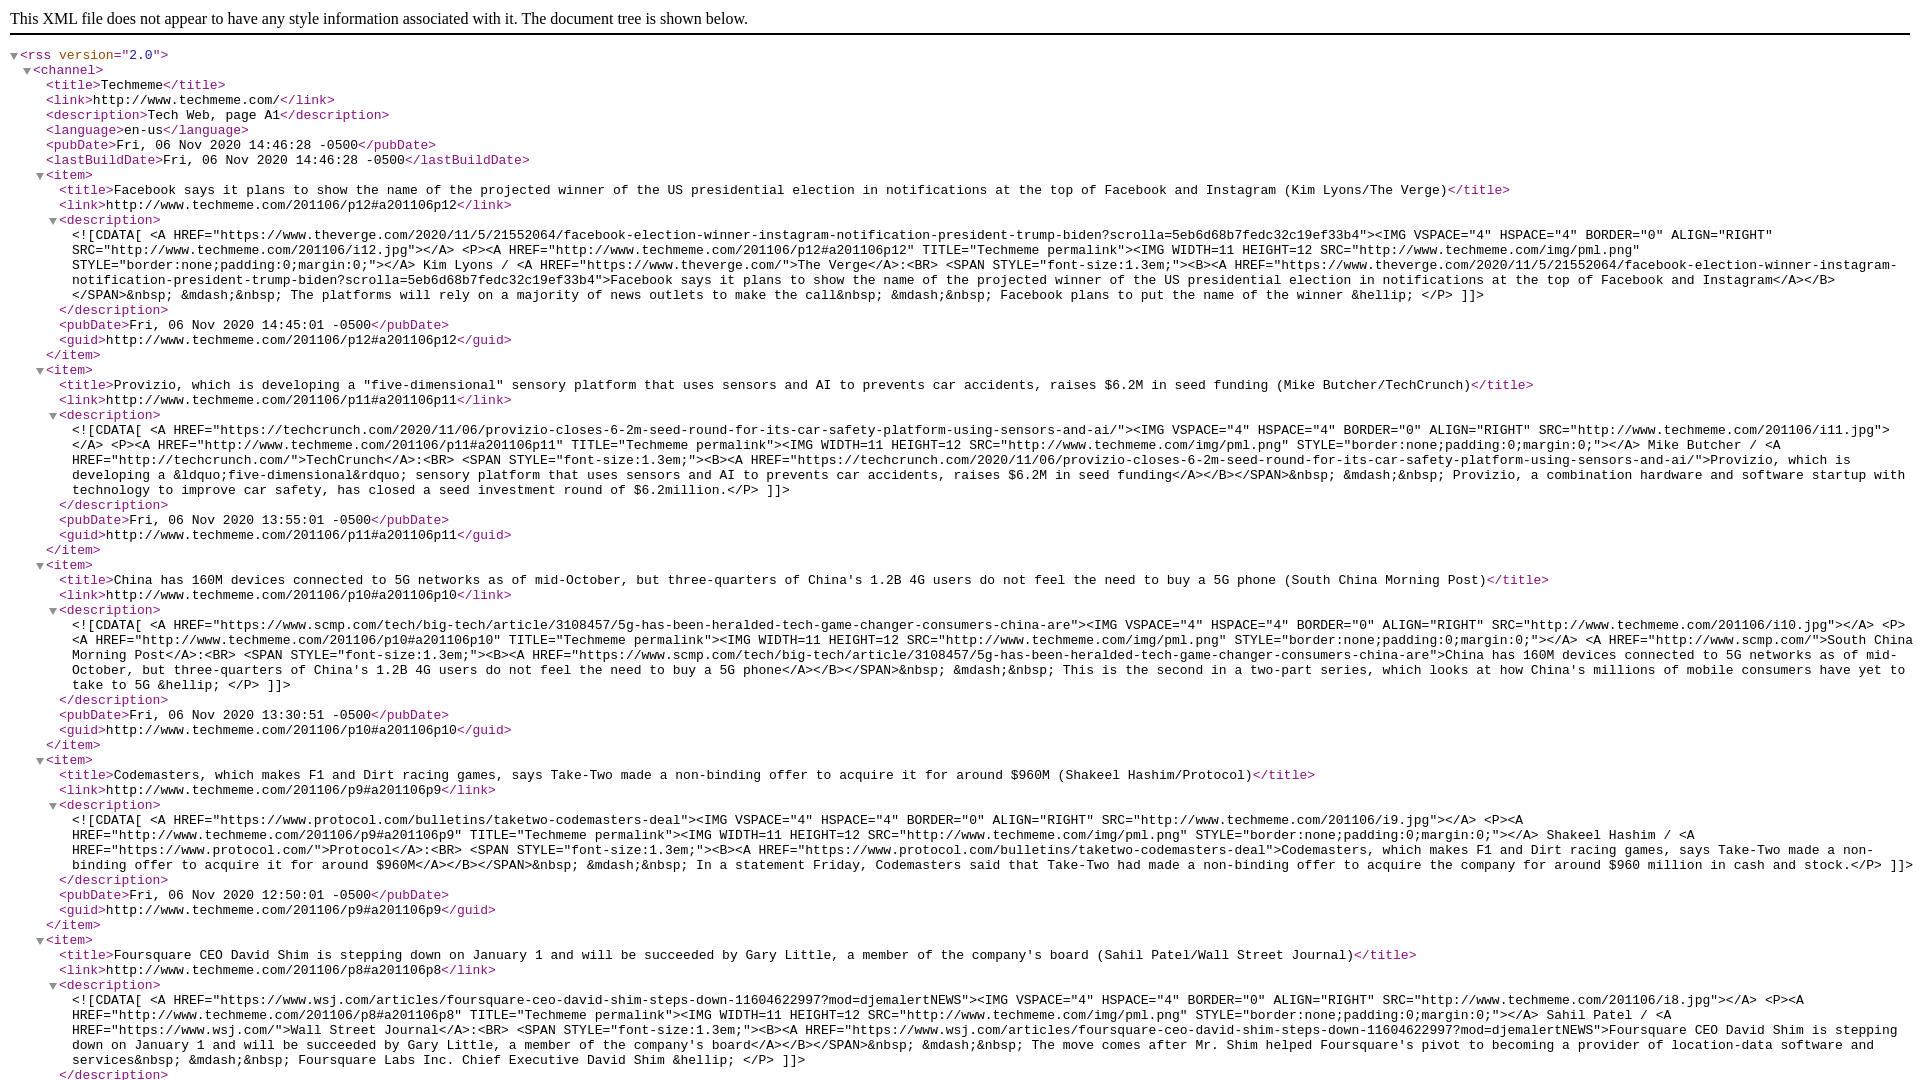 This XML file does not appear to have any style information associated with it. The document tree is shown below.
<rss version="2.0">
<channel>
<title>Techmeme</title>
<link>http://www.techmeme.com/</link>
<description>Tech Web, page A1</description>
<language>en-us</language>
<pubDate>Fri, 06 Nov 2020 14:46:28 -0500</pubDate>
<lastBuildDate>Fri, 06 Nov 2020 14:46:28 -0500</lastBuildDate>
<item>
<title>Facebook says it plans to show the name of the projected winner of the US presidential election in notifications at the top of Facebook and Instagram (Kim Lyons/The Verge)</title>
<link>http://www.techmeme.com/201106/p12#a201106p12</link>
<description>
<![CDATA[ <A HREF="https://www.theverge.com/2020/11/5/21552064/facebook-election-winner-instagram-notification-president-trump-biden?scrolla=5eb6d68b7fedc32c19ef33b4"><IMG VSPACE="4" HSPACE="4" BORDER="0" ALIGN="RIGHT"
SRC="http://www.techmeme.com/201106/i12.jpg"></A> <P><A HREF="http://www.techmeme.com/201106/p12#a201106p12" TITLE="Techmeme permalink"><IMG WIDTH=11 HEIGHT=12 SRC="http://www.techmeme.com/img/pml.png"
STYLE="border:none;padding:0;margin:0;"></A> Kim Lyons / <A HREF="https://www.theverge.com/">The Verge</A>:<BR> <SPAN STYLE="font-size:1.3em;"><B><A HREF="https://www.theverge.com/2020/11/5/21552064/facebook-election-winner-instagram-
notification-president-trump-biden?scrolla=5eb6d68b7fedc32c19ef33b4">Facebook says it plans to show the name of the projected winner of the US presidential election in notifications at the top of Facebook and Instagram</A></B>
</SPAN>&nbsp; &mdash;&nbsp; The platforms will rely on a majority of news outlets to make the call&nbsp; &mdash;&nbsp; Facebook plans to put the name of the winner &hellip; </P> ]]>
</description>
<pubDate>Fri, 06 Nov 2020 14:45:01 -0500</pubDate>
<guid>http://www.techmeme.com/201106/p12#a201106p12</guid>
</item>
<item>
<title>Provizio, which is developing a "five-dimensional" sensory platform that uses sensors and AI to prevents car accidents, raises $6.2M in seed funding (Mike Butcher/TechCrunch)</title>
<link>http://www.techmeme.com/201106/p11#a201106p11</link>
<description>
<![CDATA[ <A HREF="https://techcrunch.com/2020/11/06/provizio-closes-6-2m-seed-round-for-its-car-safety-platform-using-sensors-and-ai/"><IMG VSPACE="4" HSPACE="4" BORDER="0" ALIGN="RIGHT" SRC="http://www.techmeme.com/201106/i11.jpg">
</A> <P><A HREF="http://www.techmeme.com/201106/p11#a201106p11" TITLE="Techmeme permalink"><IMG WIDTH=11 HEIGHT=12 SRC="http://www.techmeme.com/img/pml.png" STYLE="border:none;padding:0;margin:0;"></A> Mike Butcher / <A
HREF="http://techcrunch.com/">TechCrunch</A>:<BR> <SPAN STYLE="font-size:1.3em;"><B><A HREF="https://techcrunch.com/2020/11/06/provizio-closes-6-2m-seed-round-for-its-car-safety-platform-using-sensors-and-ai/">Provizio, which is
developing a &ldquo;five-dimensional&rdquo; sensory platform that uses sensors and AI to prevents car accidents, raises $6.2M in seed funding</A></B></SPAN>&nbsp; &mdash;&nbsp; Provizio, a combination hardware and software startup with
technology to improve car safety, has closed a seed investment round of $6.2million.</P> ]]>
</description>
<pubDate>Fri, 06 Nov 2020 13:55:01 -0500</pubDate>
<guid>http://www.techmeme.com/201106/p11#a201106p11</guid>
</item>
<item>
<title>China has 160M devices connected to 5G networks as of mid-October, but three-quarters of China's 1.2B 4G users do not feel the need to buy a 5G phone (South China Morning Post)</title>
<link>http://www.techmeme.com/201106/p10#a201106p10</link>
<description>
<![CDATA[ <A HREF="https://www.scmp.com/tech/big-tech/article/3108457/5g-has-been-heralded-tech-game-changer-consumers-china-are"><IMG VSPACE="4" HSPACE="4" BORDER="0" ALIGN="RIGHT" SRC="http://www.techmeme.com/201106/i10.jpg"></A> <P>
<A HREF="http://www.techmeme.com/201106/p10#a201106p10" TITLE="Techmeme permalink"><IMG WIDTH=11 HEIGHT=12 SRC="http://www.techmeme.com/img/pml.png" STYLE="border:none;padding:0;margin:0;"></A> <A HREF="http://www.scmp.com/">South China
Morning Post</A>:<BR> <SPAN STYLE="font-size:1.3em;"><B><A HREF="https://www.scmp.com/tech/big-tech/article/3108457/5g-has-been-heralded-tech-game-changer-consumers-china-are">China has 160M devices connected to 5G networks as of mid-
October, but three-quarters of China's 1.2B 4G users do not feel the need to buy a 5G phone</A></B></SPAN>&nbsp; &mdash;&nbsp; This is the second in a two-part series, which looks at how China's millions of mobile consumers have yet to
take to 5G &hellip; </P> ]]>
</description>
<pubDate>Fri, 06 Nov 2020 13:30:51 -0500</pubDate>
<guid>http://www.techmeme.com/201106/p10#a201106p10</guid>
</item>
<item>
<title>Codemasters, which makes F1 and Dirt racing games, says Take-Two made a non-binding offer to acquire it for around $960M (Shakeel Hashim/Protocol)</title>
<link>http://www.techmeme.com/201106/p9#a201106p9</link>
<description>
<![CDATA[ <A HREF="https://www.protocol.com/bulletins/taketwo-codemasters-deal"><IMG VSPACE="4" HSPACE="4" BORDER="0" ALIGN="RIGHT" SRC="http://www.techmeme.com/201106/i9.jpg"></A> <P><A
HREF="http://www.techmeme.com/201106/p9#a201106p9" TITLE="Techmeme permalink"><IMG WIDTH=11 HEIGHT=12 SRC="http://www.techmeme.com/img/pml.png" STYLE="border:none;padding:0;margin:0;"></A> Shakeel Hashim / <A
HREF="https://www.protocol.com/">Protocol</A>:<BR> <SPAN STYLE="font-size:1.3em;"><B><A HREF="https://www.protocol.com/bulletins/taketwo-codemasters-deal">Codemasters, which makes F1 and Dirt racing games, says Take-Two made a non-
binding offer to acquire it for around $960M</A></B></SPAN>&nbsp; &mdash;&nbsp; In a statement Friday, Codemasters said that Take-Two had made a non-binding offer to acquire the company for around $960 million in cash and stock.</P> ]]>
</description>
<pubDate>Fri, 06 Nov 2020 12:50:01 -0500</pubDate>
<guid>http://www.techmeme.com/201106/p9#a201106p9</guid>
</item>
<item>
<title>Foursquare CEO David Shim is stepping down on January 1 and will be succeeded by Gary Little, a member of the company's board (Sahil Patel/Wall Street Journal)</title>
<link>http://www.techmeme.com/201106/p8#a201106p8</link>
<description>
<![CDATA[ <A HREF="https://www.wsj.com/articles/foursquare-ceo-david-shim-steps-down-11604622997?mod=djemalertNEWS"><IMG VSPACE="4" HSPACE="4" BORDER="0" ALIGN="RIGHT" SRC="http://www.techmeme.com/201106/i8.jpg"></A> <P><A
HREF="http://www.techmeme.com/201106/p8#a201106p8" TITLE="Techmeme permalink"><IMG WIDTH=11 HEIGHT=12 SRC="http://www.techmeme.com/img/pml.png" STYLE="border:none;padding:0;margin:0;"></A> Sahil Patel / <A
HREF="https://www.wsj.com/">Wall Street Journal</A>:<BR> <SPAN STYLE="font-size:1.3em;"><B><A HREF="https://www.wsj.com/articles/foursquare-ceo-david-shim-steps-down-11604622997?mod=djemalertNEWS">Foursquare CEO David Shim is stepping
down on January 1 and will be succeeded by Gary Little, a member of the company's board</A></B></SPAN>&nbsp; &mdash;&nbsp; The move comes after Mr. Shim helped Foursquare's pivot to becoming a provider of location-data software and
services&nbsp; &mdash;&nbsp; Foursquare Labs Inc. Chief Executive David Shim &hellip; </P> ]]>
</description>